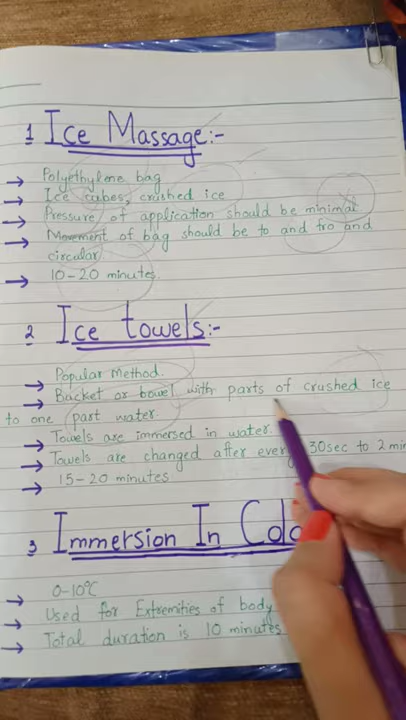 1 Ice Massage:-
→ Polyethylene bag
→ Ice cubes, crushed ice
→ Pressure of application should be minimal
→ Movement of bag should be to and fro and
circular
→ 10-20 minutes.
2 Ice towels:-
→ Popular Method.
→ Backet or bowel with parts of crushed ice
to one part water.
→ Towels are immersed in water.
→ Towels are changed after every 30sec to 2 min
→ 15-20 minutes
3 Immersion In Cold
→ 0-10°C
→ Used for Extremities of body
→ Total duration is 10 minutes